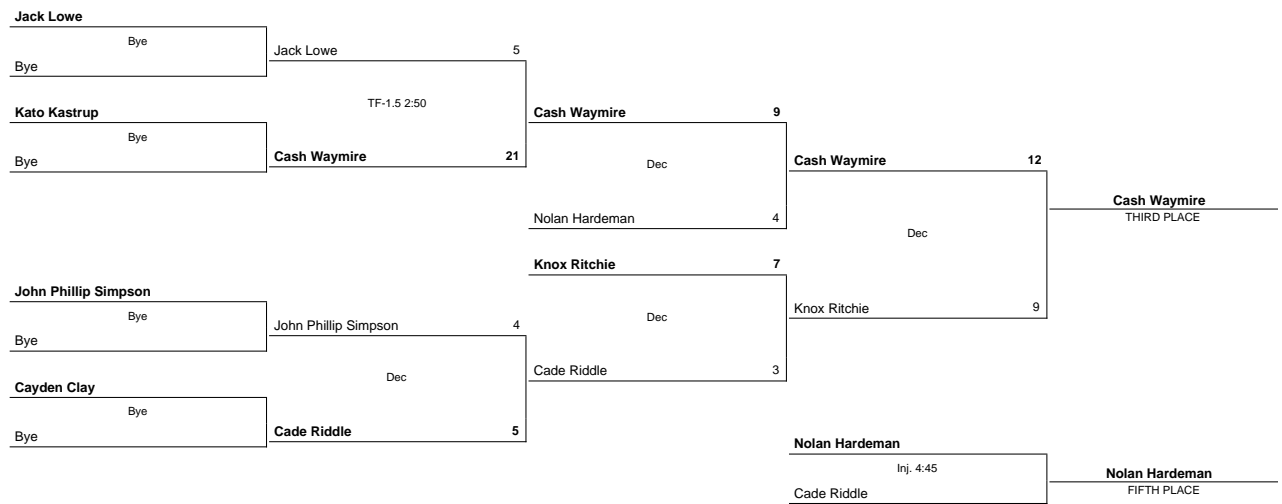 Jack Lowe
Bye
Bye
Jack Lowe 5
TF-1.5 2:50
Kato Kastrup
Bye
Bye
Cash Waymire 21
Cash Waymire 9
Dec
Nolan Hardeman 4
Cash Waymire 12
Dec
Knox Ritchie 9
Cash Waymire
THIRD PLACE
Knox Ritchie 7
Dec
Cade Riddle 3
John Phillip Simpson
Bye
Bye
John Phillip Simpson 4
Dec
Cayden Clay
Bye
Bye
Cade Riddle 5
Nolan Hardeman
Inj. 4:45
Cade Riddle
Nolan Hardeman
FIFTH PLACE